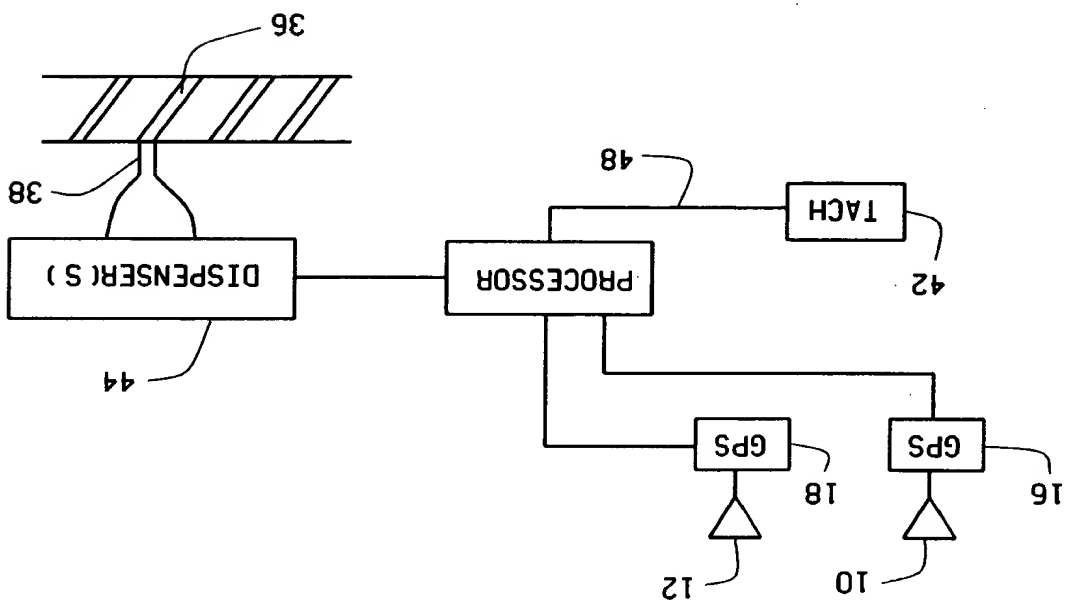 10
12
16
GPS
18
GPS
44
42
PROCESSOR
DISPENSER(S)
TACH
38
48
36